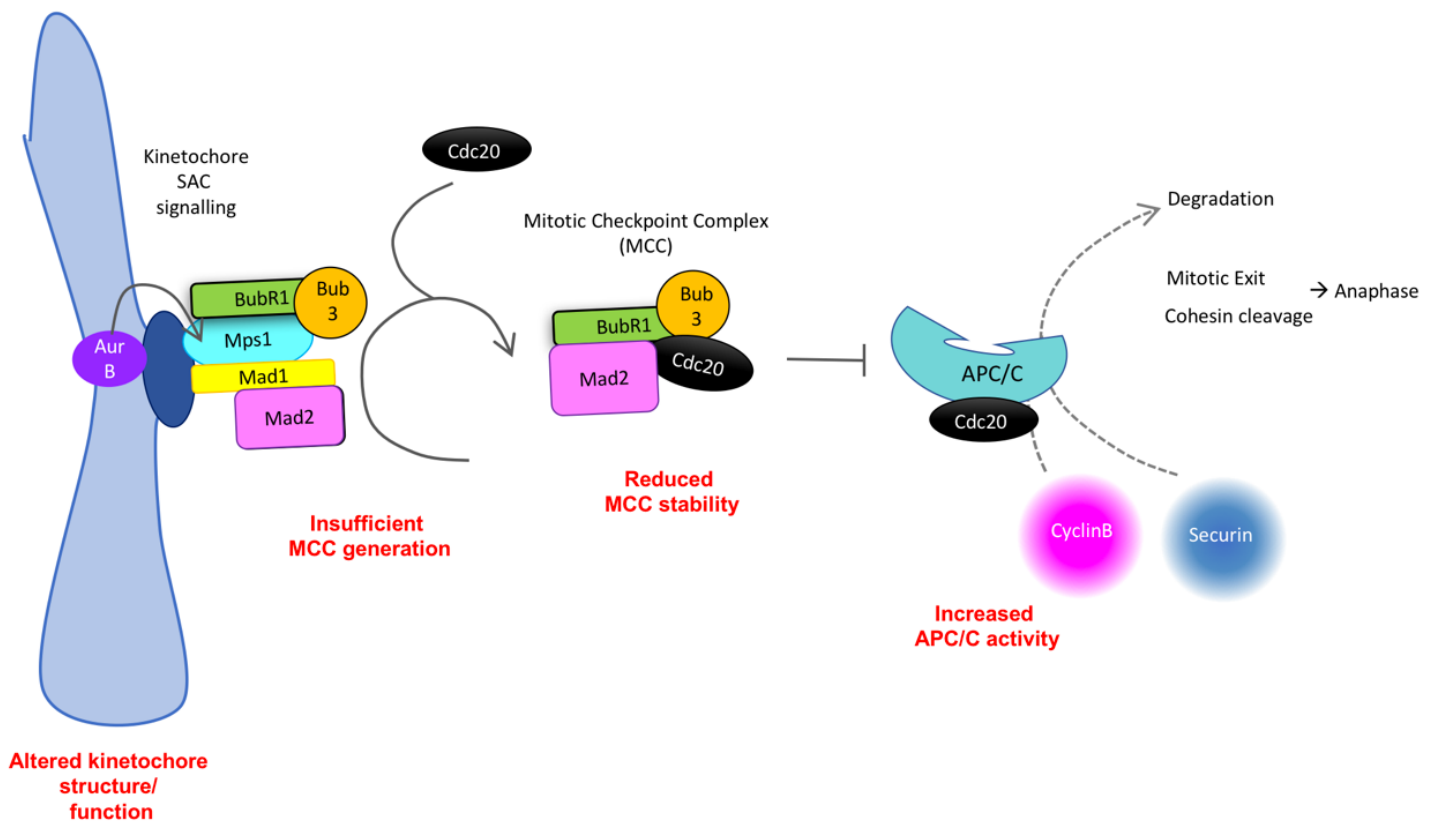 Kinetochore
SAC
signalling
Aur
B
BubR1
Bub
3
Mps1
Mad1
Mad2
Cdc20
Mitotic Checkpoint Complex
(MCC)
BubR1
Bub
3
Mad2
Cdc20
APC/C
Cdc20
Degradation
Mitotic Exit
Cohesin cleavage
→ Anaphase
CyclinB
Securin
Altered kinetochore
structure/
function
Insufficient
MCC generation
Reduced
MCC stability
Increased
APC/C activity